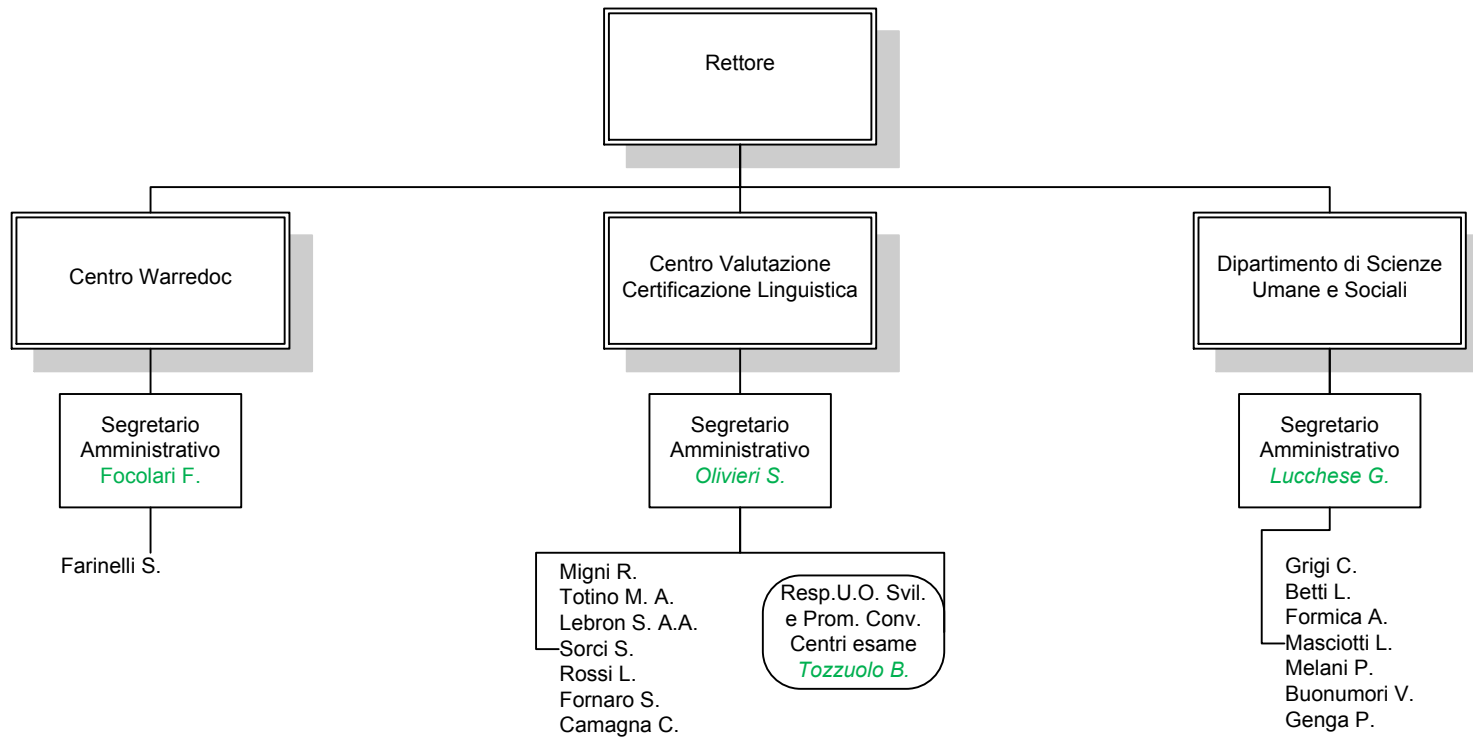 Rettore
Centro Warredoc
Centro Valutazione
Certificazione Linguistica
Dipartimento di Scienze
Umane e Sociali
Segretario
Amministrativo
Focolari F.
Segretario
Amministrativo
Olivieri S.
Segretario
Amministrativo
Lucchese G.
Farinelli S.
Migni R.
Totino M. A.
Lebron S. A.A.
Sorci S.
Rossi L.
Fornaro S.
Camagna C.
Resp.U.O. Svil.
e Prom. Conv.
Centri esame
Tozzuolo B.
Grigi C.
Betti L.
Formica A.
Masciotti L.
Melani P.
Buonumori V.
Genga P.